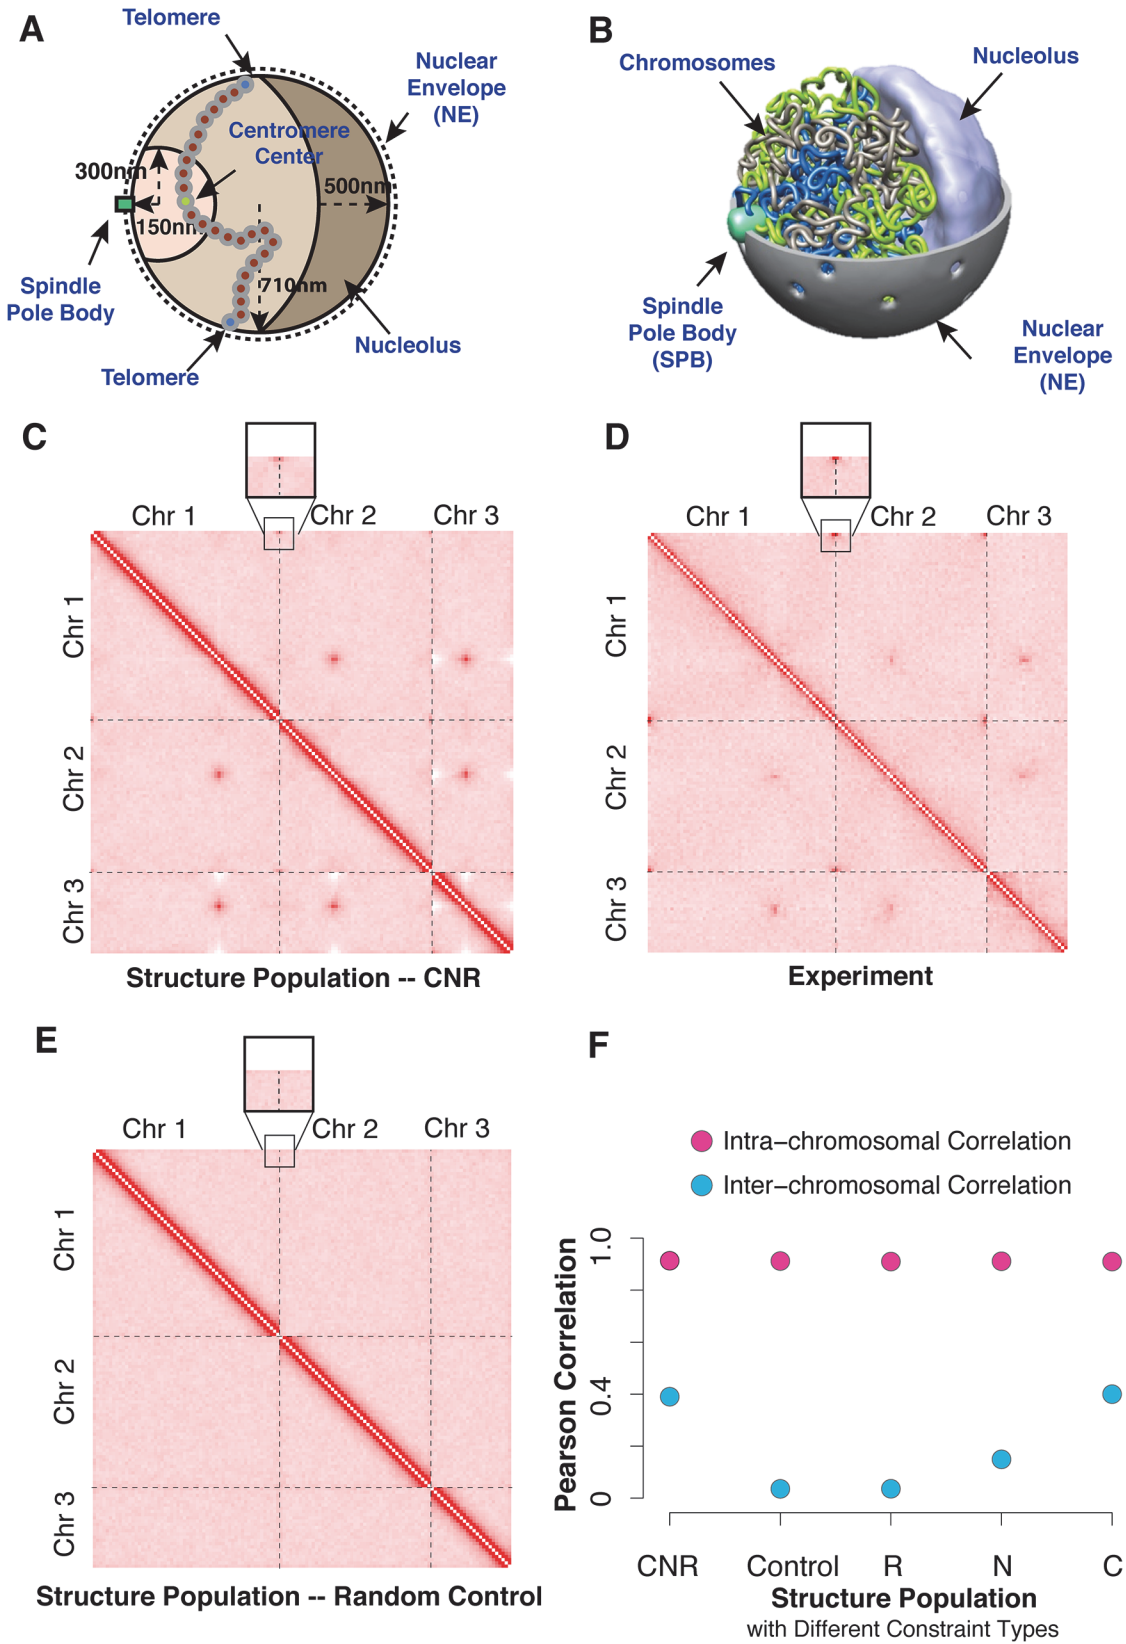 A
Telomere
Nuclear
Envelope
(NE)
Centromere
Center
300nm
500nm
150nm
710nm
Spindle
Pole Body
Nucleolus
Telomere
B
Chromosomes
Nucleolus
Spindle
Pole Body
(SPB)
Nuclear
Envelope
(NE)
C
Chr 1 Chr 2 Chr 3
Chr 1
Chr 2
Chr 3
Structure Population -- CNR
D
Chr 1 Chr 2 Chr 3
Chr 1
Chr 2
Chr 3
Experiment
E
Chr 1 Chr 2 Chr 3
Chr 1
Chr 2
Chr 3
Structure Population -- Random Control
F
Intra-chromosomal Correlation
Inter-chromosomal Correlation
Pearson Correlation
1.0
0.4
0
CNR Control R N C
Structure Population
with Different Constraint Types